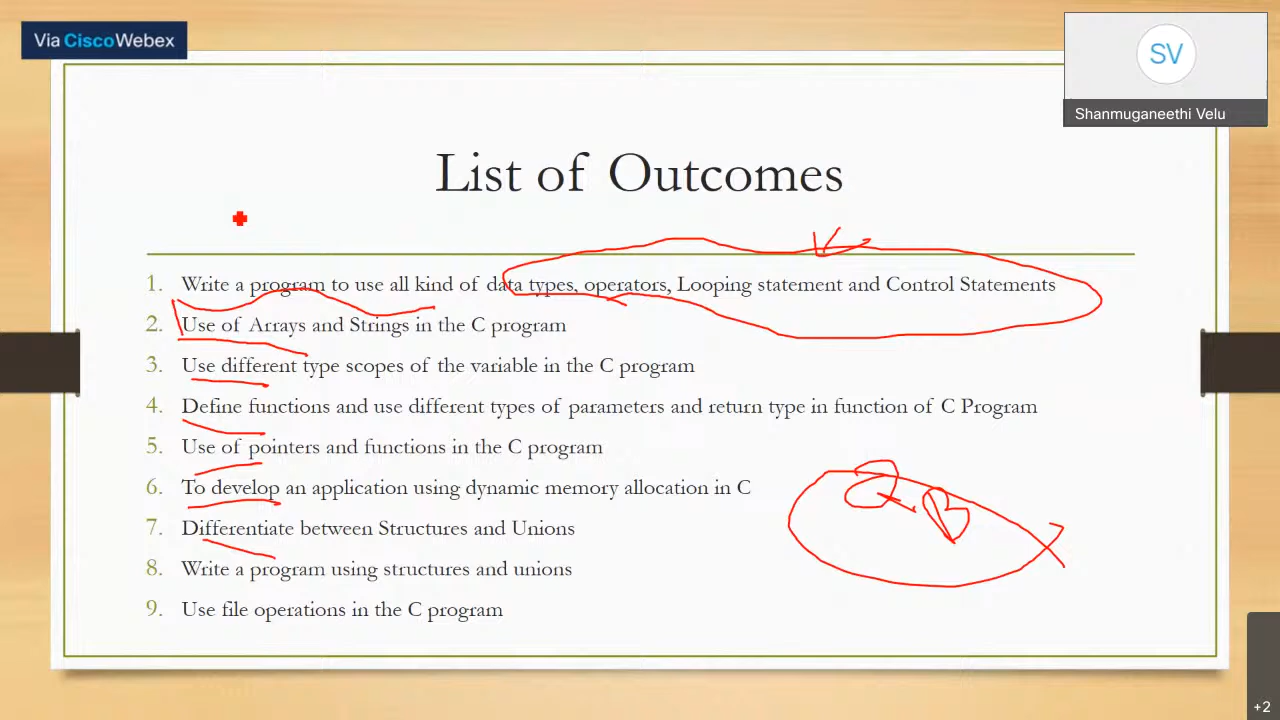 Via CiscoWebex
SV
Shanmuganeethi Velu
List of Outcomes
1. Write a program to use all kind of data types, operators, Looping statement and Control Statements
2. Use of Arrays and Strings in the C program
3. Use different type scopes of the variable in the C program
4. Define functions and use different types of parameters and return type in function of C Program
5. Use of pointers and functions in the C program
6. To develop an application using dynamic memory allocation in C
7. Differentiate between Structures and Unions
8. Write a program using structures and unions
9. Use file operations in the C program
Q.B
+2